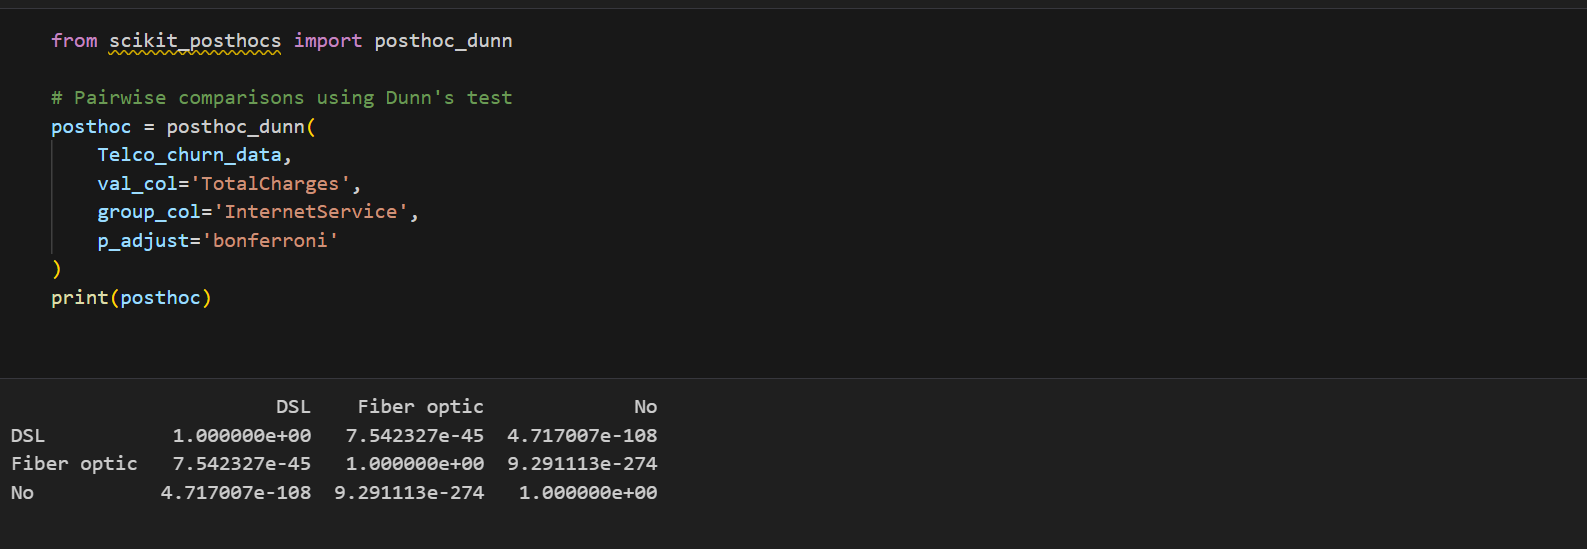 from scikit_posthocs import posthoc_dunn
# Pairwise comparisons using Dunn's test
posthoc = posthoc_dunn(
    Telco_churn_data,
    val_col='TotalCharges',
    group_col='InternetService',
    p_adjust='bonferroni'
)
print(posthoc)
                       DSL    Fiber optic             No
DSL           1.000000e+00   7.542327e-45  4.717007e-108
Fiber optic   7.542327e-45   1.000000e+00  9.291113e-274
No           4.717007e-108  9.291113e-274   1.000000e+00